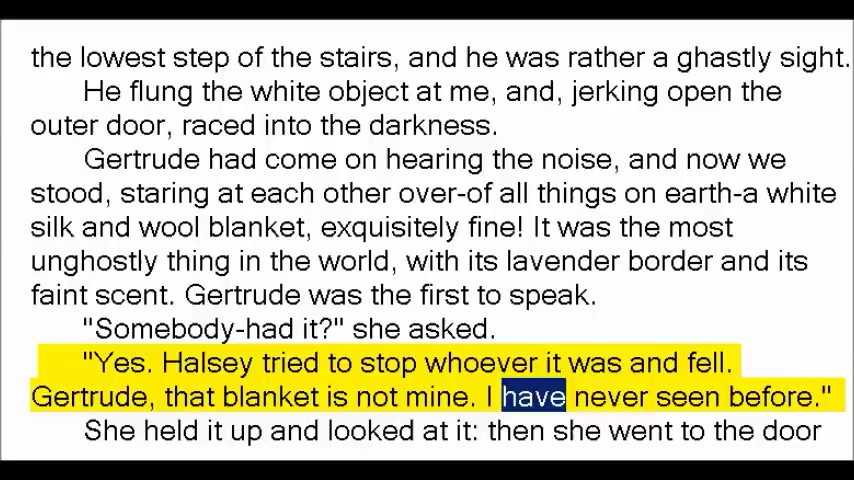 the lowest step of the stairs, and he was rather a ghastly sight.
He flung the white object at me, and, jerking open the
outer door, raced into the darkness.
Gertrude had come on hearing the noise, and now we
stood, staring at each other over-of all things on earth-a white
silk and wool blanket, exquisitely fine! It was the most
unghostly thing in the world, with its lavender border and its
faint scent. Gertrude was the first to speak.
"Somebody-had it?" she asked.
"Yes. Halsey tried to stop whoever it was and fell.
Gertrude, that blanket is not mine. I have never seen before."
She held it up and looked at it: then she went to the door